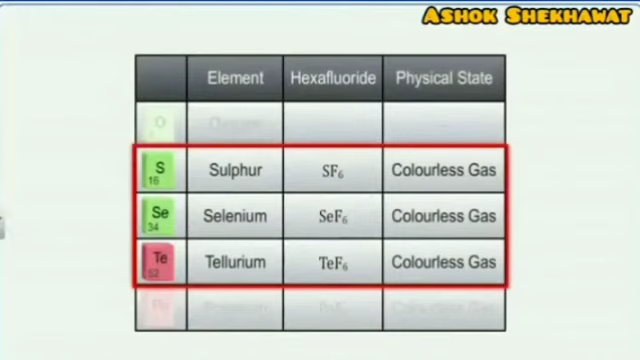 ASHOK SHEKHAWAT
Element Hexafluoride Physical State
O
S 16 Sulphur SF₆ Colourless Gas
Se 34 Selenium SeF₆ Colourless Gas
Te 52 Tellurium TeF₆ Colourless Gas